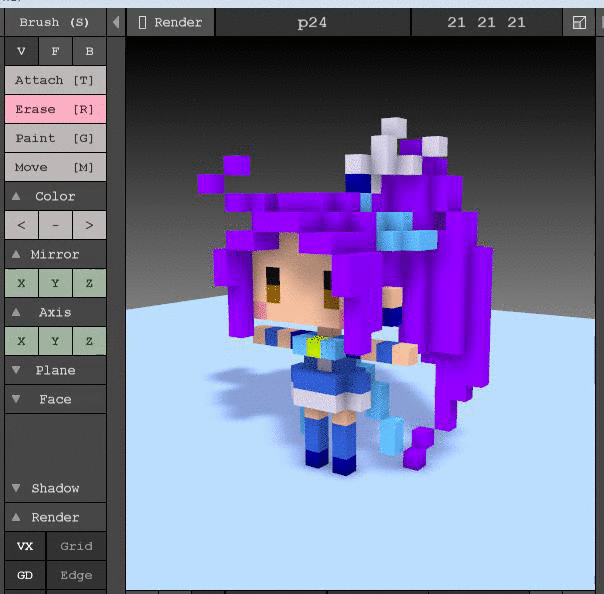 Brush (S)
Render
p24
21 21 21
V F B
Attach [T]
Erase [R]
Paint [G]
Move [M]
Color
< - >
Mirror
X Y Z
Axis
X Y Z
Plane
Face
Shadow
Render
VX Grid
GD Edge